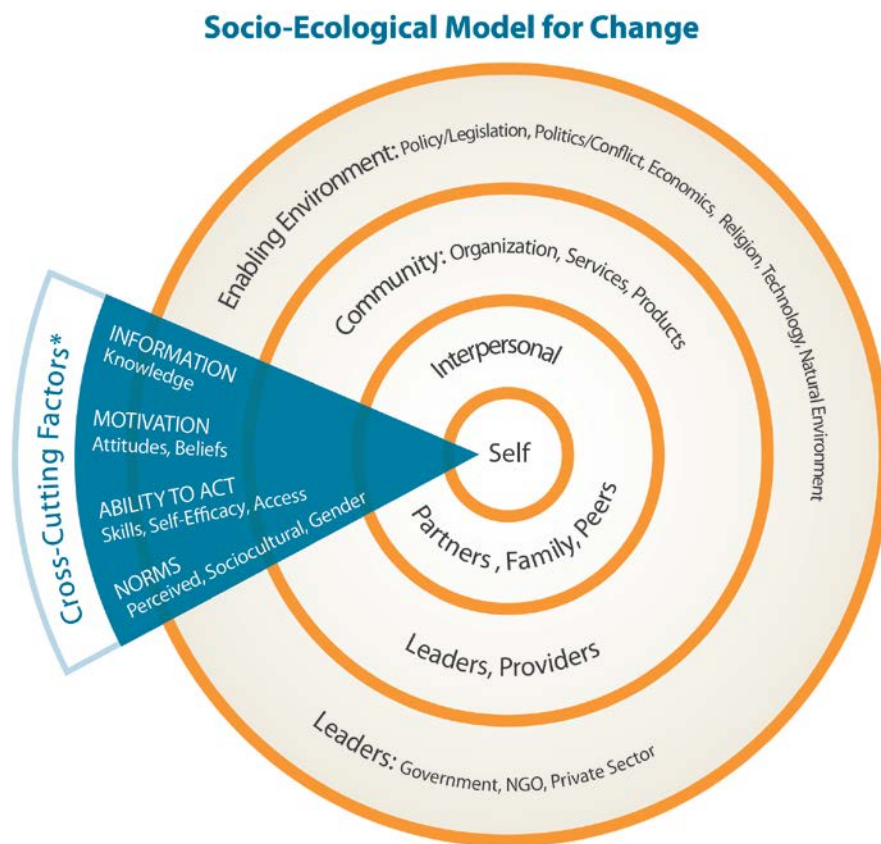 Socio-Ecological Model for Change
Enabling Environment: Policy/Legislation, Politics/Conflict, Economics, Religion, Technology, Natural Environment
Community: Organization, Services, Products
Interpersonal
Self
Partners , Family, Peers
Leaders, Providers
Leaders: Government, NGO, Private Sector
Cross-Cutting Factors*
INFORMATION
Knowledge
MOTIVATION
Attitudes, Beliefs
ABILITY TO ACT
Skills, Self-Efficacy, Access
NORMS
Perceived, Sociocultural, Gender